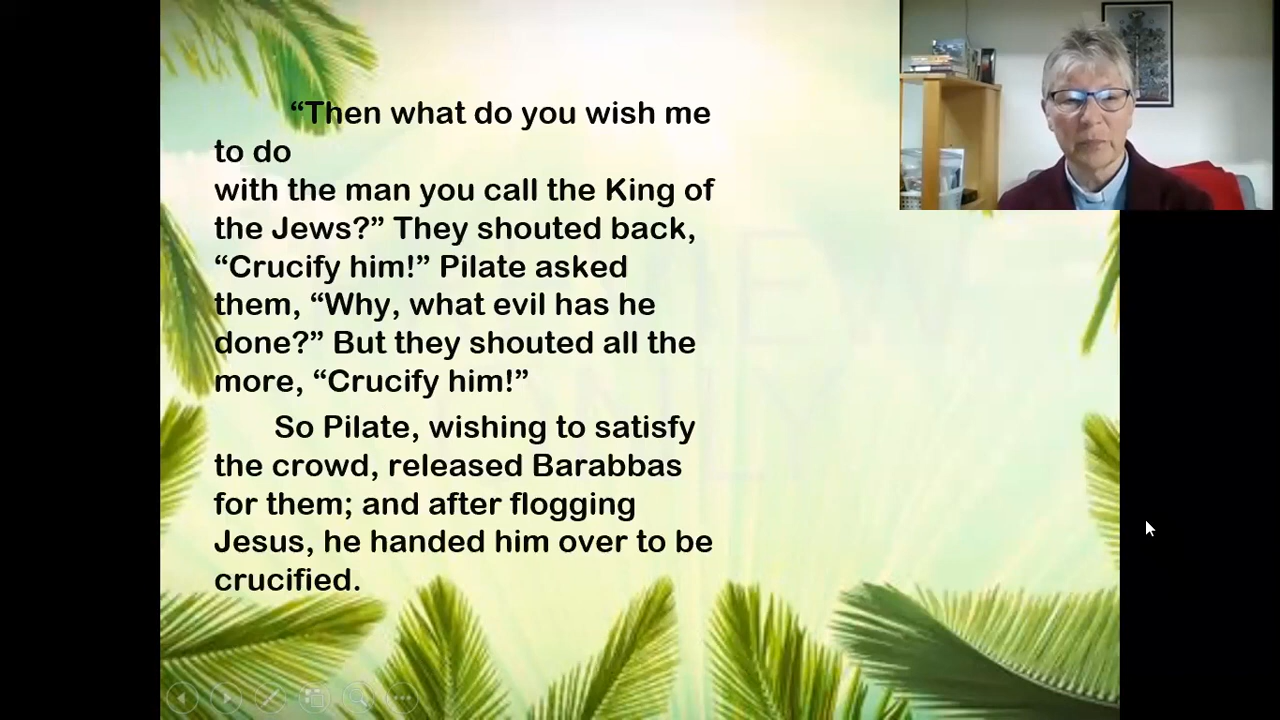 “Then what do you wish me
to do
with the man you call the King of
the Jews?” They shouted back,
“Crucify him!” Pilate asked
them, “Why, what evil has he
done?” But they shouted all the
more, “Crucify him!”
So Pilate, wishing to satisfy
the crowd, released Barabbas
for them; and after flogging
Jesus, he handed him over to be
crucified.